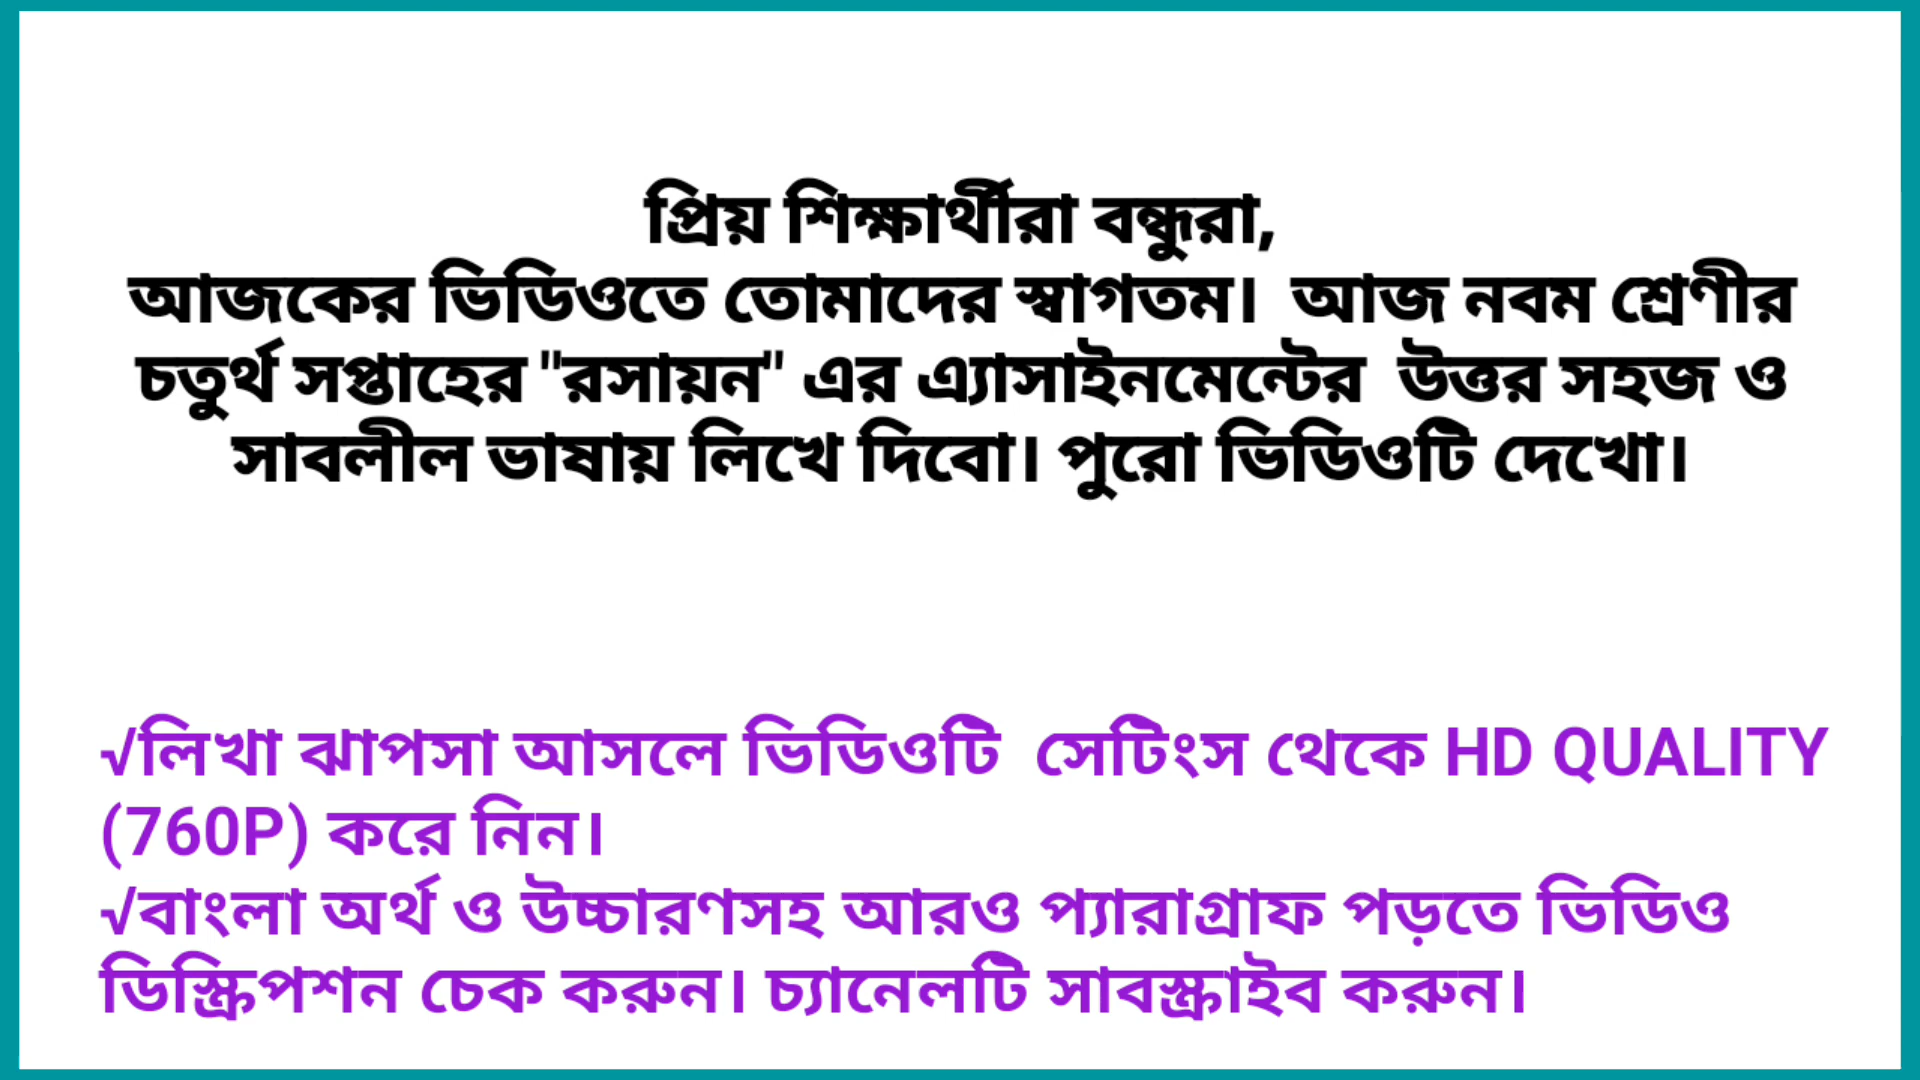 প্রিয় শিক্ষার্থীরা বন্ধুরা,
আজকের ভিডিওতে তোমাদের স্বাগতম। আজ নবম শ্রেণীর
চতুর্থ সপ্তাহের "রসায়ন" এর এ্যাসাইনমেন্টের উত্তর সহজ ও
সাবলীল ভাষায় লিখে দিবো। পুরো ভিডিওটি দেখো।
√লিখা ঝাপসা আসলে ভিডিওটি সেটিংস থেকে HD QUALITY
(760P) করে নিন।
√বাংলা অর্থ ও উচ্চারণসহ আরও প্যারাগ্রাফ পড়তে ভিডিও
ডিস্ক্রিপশন চেক করুন। চ্যানেলটি সাবস্ক্রাইব করুন।